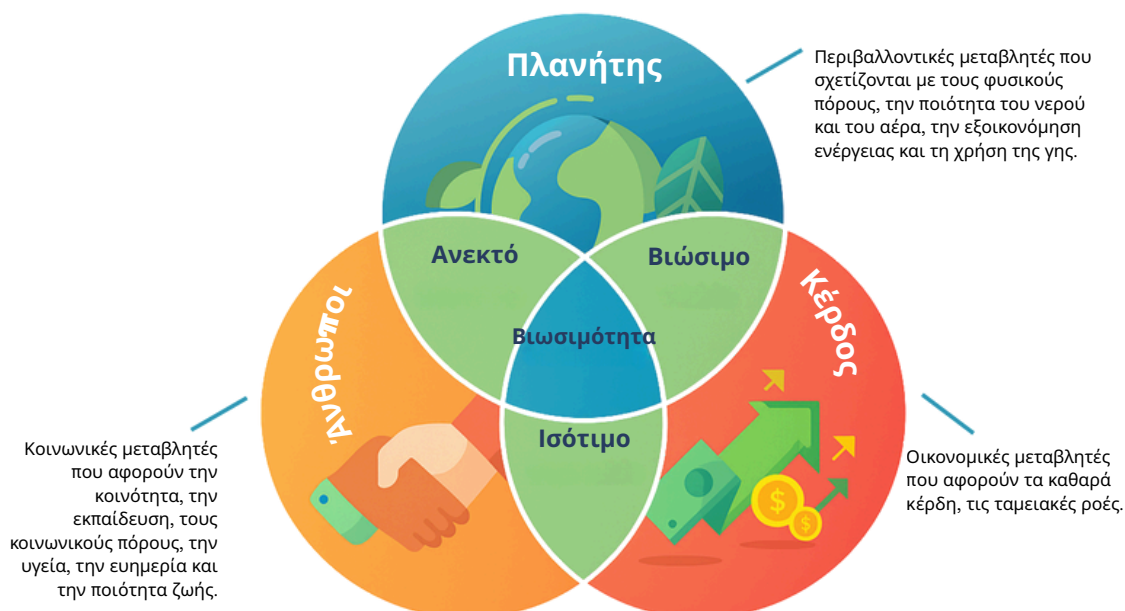 Πλανήτης
Περιβαλλοντικές μεταβλητές που
σχετίζονται με τους φυσικούς
πόρους, την ποιότητα του νερού
και του αέρα, την εξοικονόμηση
ενέργειας και τη χρήση της γης.
Ανεκτό
Βιώσιμο
Άνθρωποι
Κέρδος
Βιωσιμότητα
Ισότιμο
Κοινωνικές μεταβλητές
που αφορούν την
κοινότητα, την
εκπαίδευση, τους
κοινωνικούς πόρους, την
υγεία, την ευημερία και
την ποιότητα ζωής.
Οικονομικές μεταβλητές
που αφορούν τα καθαρά
κέρδη, τις ταμειακές ροές.
$
$